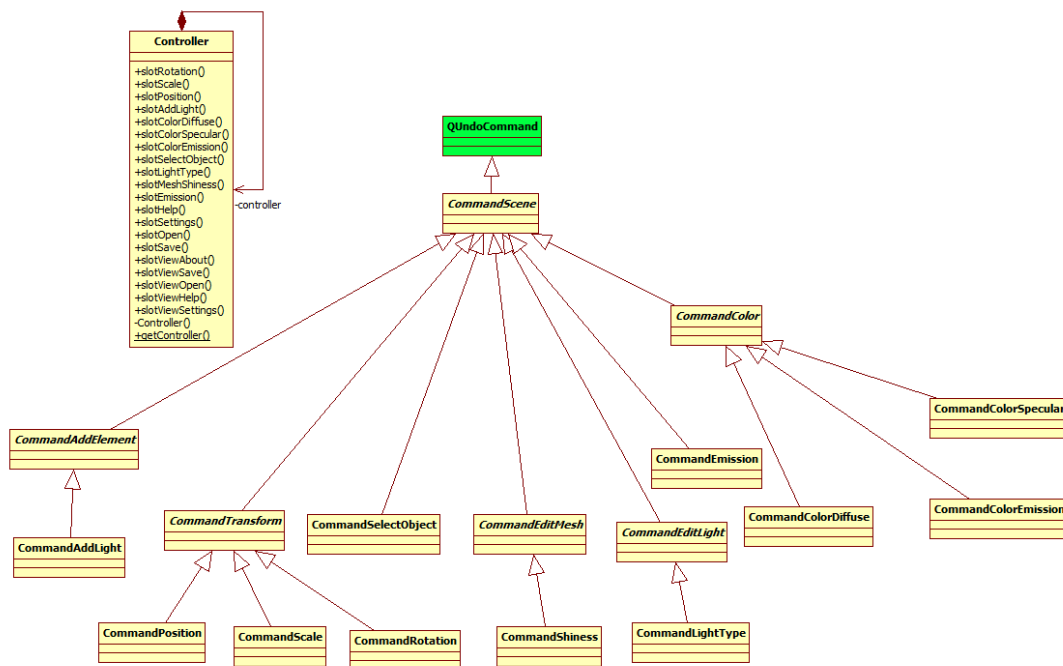 Controller
+slotRotation()
+slotScale()
+slotPosition()
+slotAddLight()
+slotColorDiffuse()
+slotColorSpecular()
+slotColorEmission()
+slotSelectObject()
+slotLightType()
+slotMeshShiness()
+slotEmission()
+slotHelp()
+slotSettings()
+slotOpen()
+slotSave()
+slotViewAbout()
+slotViewSave()
+slotViewOpen()
+slotViewHelp()
+slotViewSettings()
-Controller()
+getController()
-controller
QUndoCommand
CommandScene
CommandColor
CommandColorSpecular
CommandAddElement
CommandEmission
CommandColorEmission
CommandColorDiffuse
CommandTransform
CommandSelectObject
CommandEditMesh
CommandEditLight
CommandAddLight
CommandPosition
CommandScale
CommandRotation
CommandShiness
CommandLightType